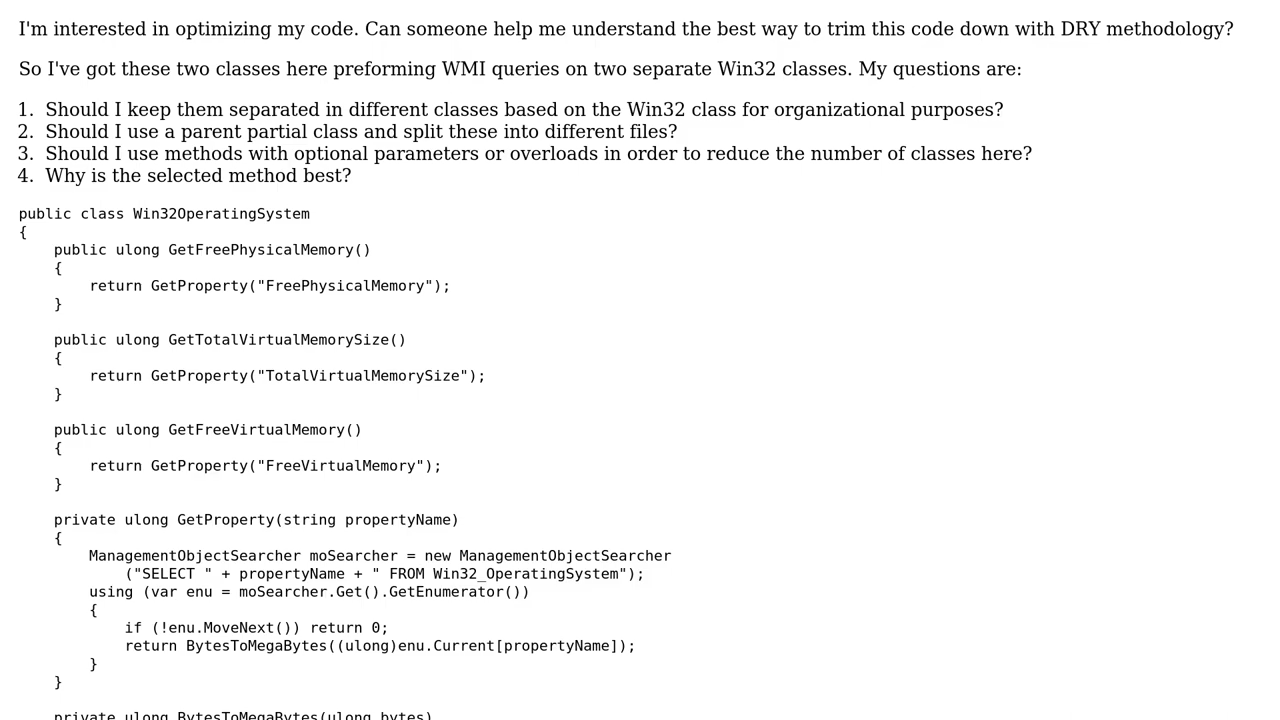 I'm interested in optimizing my code. Can someone help me understand the best way to trim this code down with DRY methodology?
So I've got these two classes here preforming WMI queries on two separate Win32 classes. My questions are:
1. Should I keep them separated in different classes based on the Win32 class for organizational purposes?
2. Should I use a parent partial class and split these into different files?
3. Should I use methods with optional parameters or overloads in order to reduce the number of classes here?
4. Why is the selected method best?
public class Win32OperatingSystem
{
    public ulong GetFreePhysicalMemory()
    {
        return GetProperty("FreePhysicalMemory");
    }
    public ulong GetTotalVirtualMemorySize()
    {
        return GetProperty("TotalVirtualMemorySize");
    }
    public ulong GetFreeVirtualMemory()
    {
        return GetProperty("FreeVirtualMemory");
    }
    private ulong GetProperty(string propertyName)
    {
        ManagementObjectSearcher moSearcher = new ManagementObjectSearcher
            ("SELECT " + propertyName + " FROM Win32_OperatingSystem");
        using (var enu = moSearcher.Get().GetEnumerator())
        {
            if (!enu.MoveNext()) return 0;
            return BytesToMegaBytes((ulong)enu.Current[propertyName]);
        }
    }
    private ulong BytesToMegaBytes(ulong bytes)